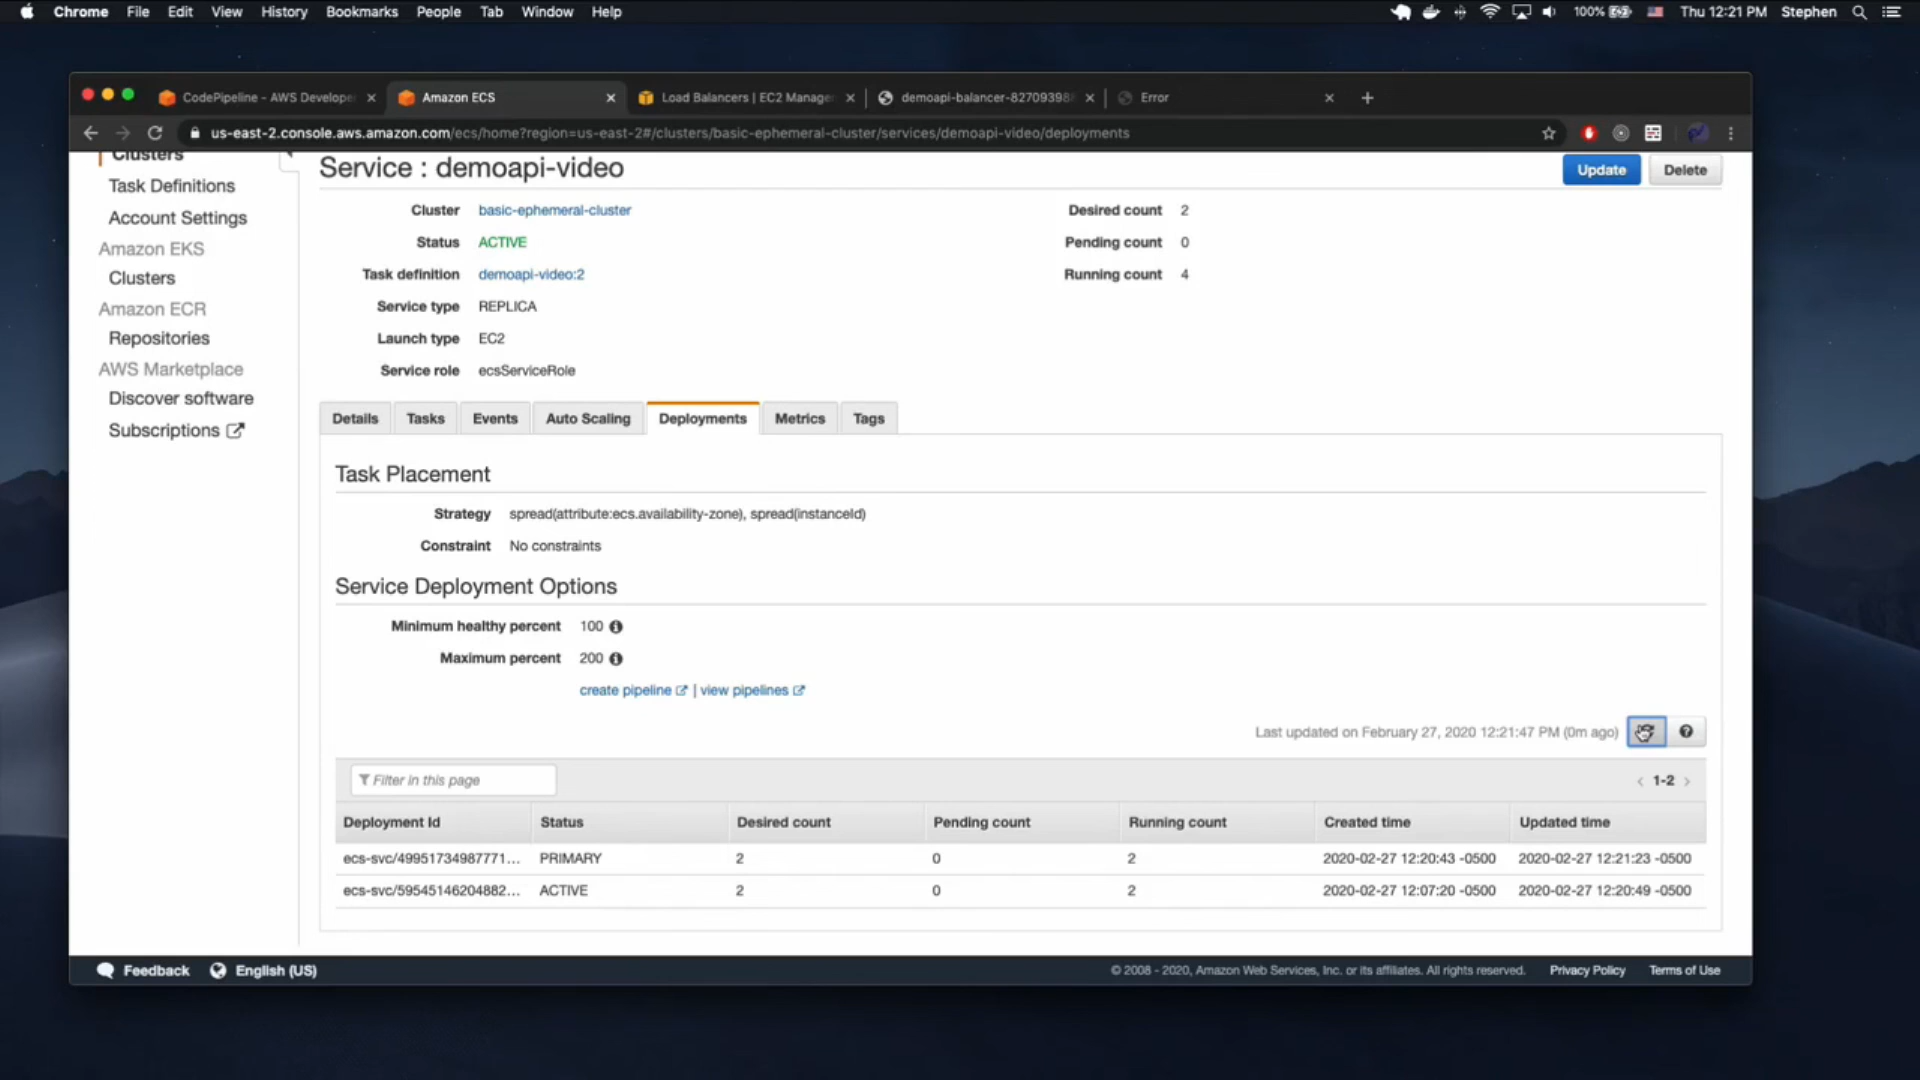 Chrome File Edit View History Bookmarks People Tab Window Help
100% Thu 12:21 PM Stephen
CodePipeline - AWS Develope
Amazon ECS
Load Balancers | EC2 Manage
demoapi-balancer-82709398
Error
us-east-2.console.aws.amazon.com/ecs/home?region=us-east-2#/clusters/basic-ephemeral-cluster/services/demoapi-video/deployments
Clusters
Task Definitions
Account Settings
Amazon EKS
Clusters
Amazon ECR
Repositories
AWS Marketplace
Discover software
Subscriptions
Service : demoapi-video
Update Delete
Cluster basic-ephemeral-cluster
Status ACTIVE
Task definition demoapi-video:2
Service type REPLICA
Launch type EC2
Service role ecsServiceRole
Desired count 2
Pending count 0
Running count 4
Details Tasks Events Auto Scaling Deployments Metrics Tags
Task Placement
Strategy spread(attribute:ecs.availability-zone), spread(instanceId)
Constraint No constraints
Service Deployment Options
Minimum healthy percent 100
Maximum percent 200
create pipeline | view pipelines
Last updated on February 27, 2020 12:21:47 PM (0m ago)
Filter in this page
< 1-2 >
Deployment Id Status Desired count Pending count Running count Created time Updated time
ecs-svc/49951734987771... PRIMARY 2 0 2 2020-02-27 12:20:43 -0500 2020-02-27 12:21:23 -0500
ecs-svc/59545146204882... ACTIVE 2 0 2 2020-02-27 12:07:20 -0500 2020-02-27 12:20:49 -0500
Feedback English (US)
© 2008 - 2020, Amazon Web Services, Inc. or its affiliates. All rights reserved. Privacy Policy Terms of Use